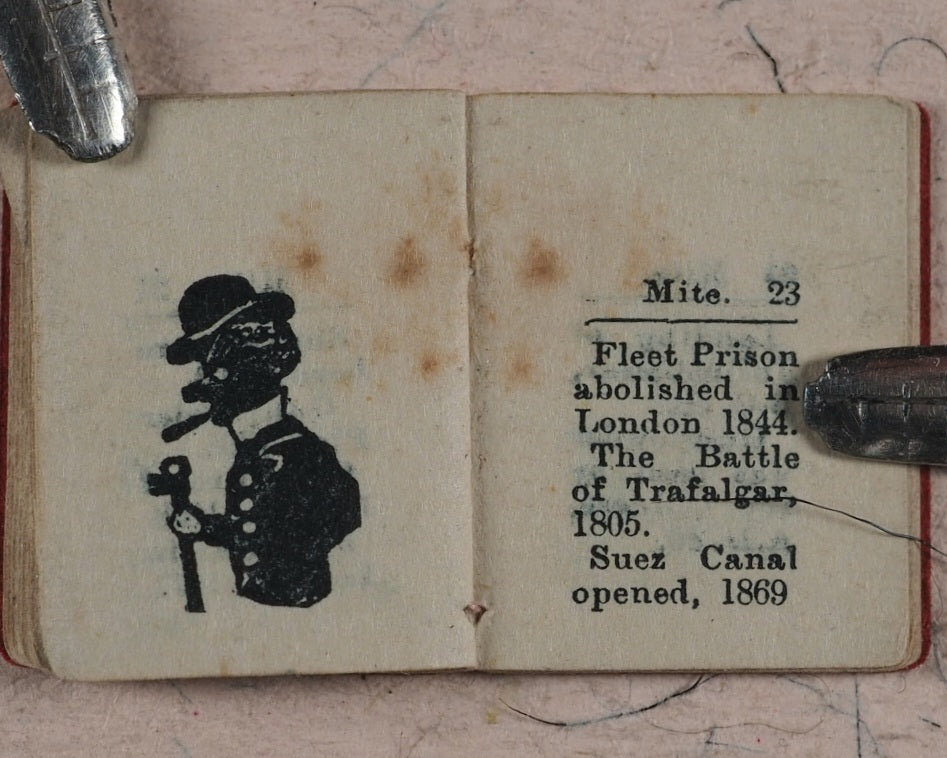 Mite. 23
Fleet Prison
abolished in
London 1844.
The Battle
of Trafalgar,
1805.
Suez Canal
opened, 1869